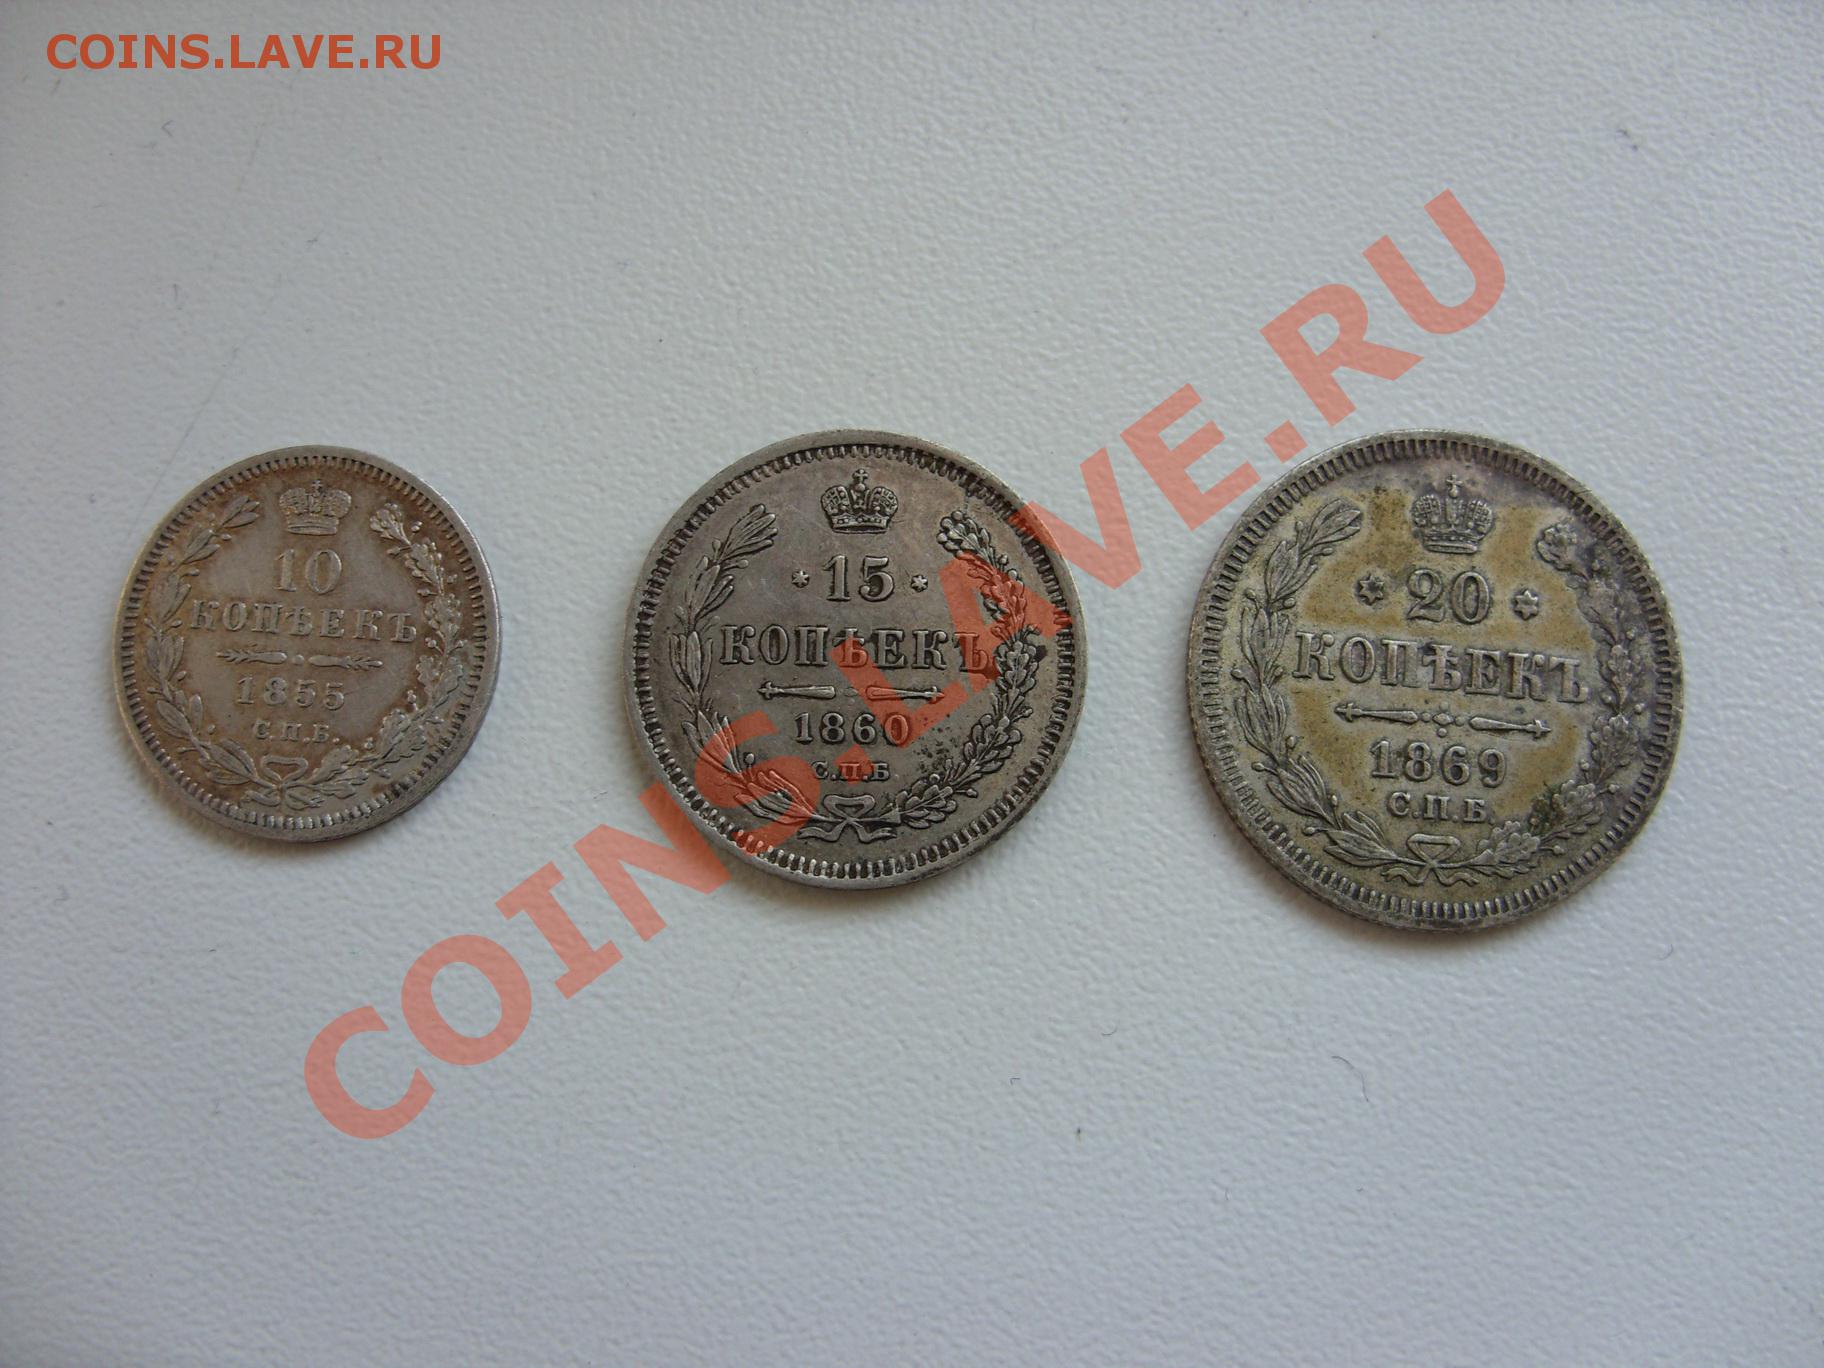 COINS.LAVE.RU
10
КОПѢЕКЪ
1855
С.П.Б.
* 15 *
КОПѢЕКЪ
1860
С.П.Б.
* 20 *
КОПѢЕКЪ
1869
С.П.Б.
COINS.LAVE.RU